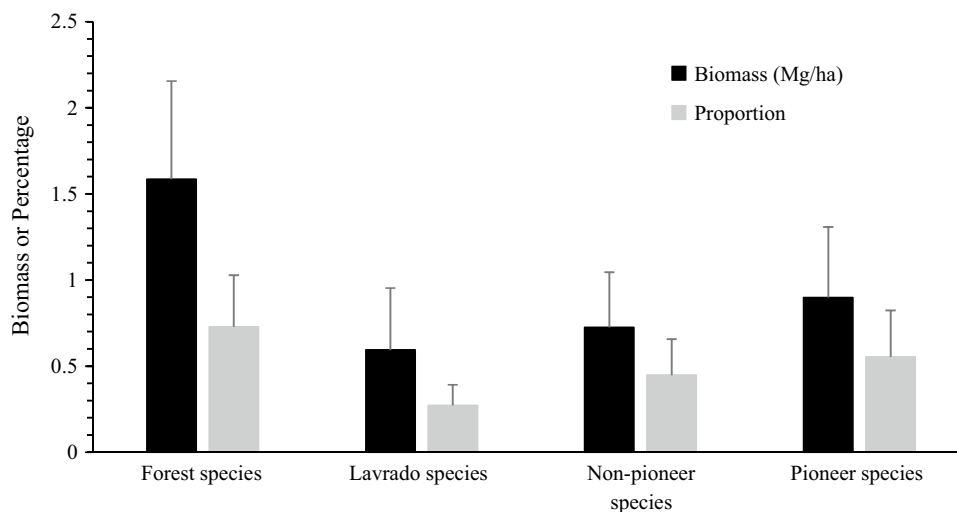 2.5
2
1.5
1
0.5
0
Biomass or Percentage
Biomass (Mg/ha)
Proportion
Forest species
Lavrado species
Non-pioneer
species
Pioneer species